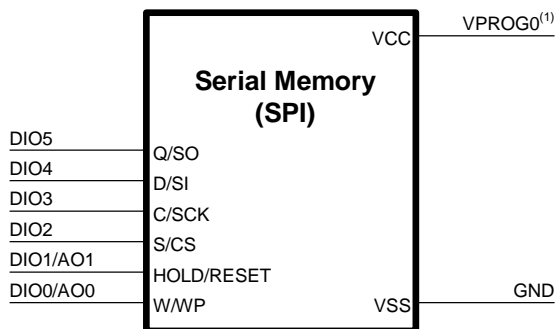 VCC
VPROG0(1)
Serial Memory
(SPI)
DIO5
Q/SO
DIO4
D/SI
DIO3
C/SCK
DIO2
S/CS
DIO1/AO1
HOLD/RESET
DIO0/AO0
W/WP
VSS
GND